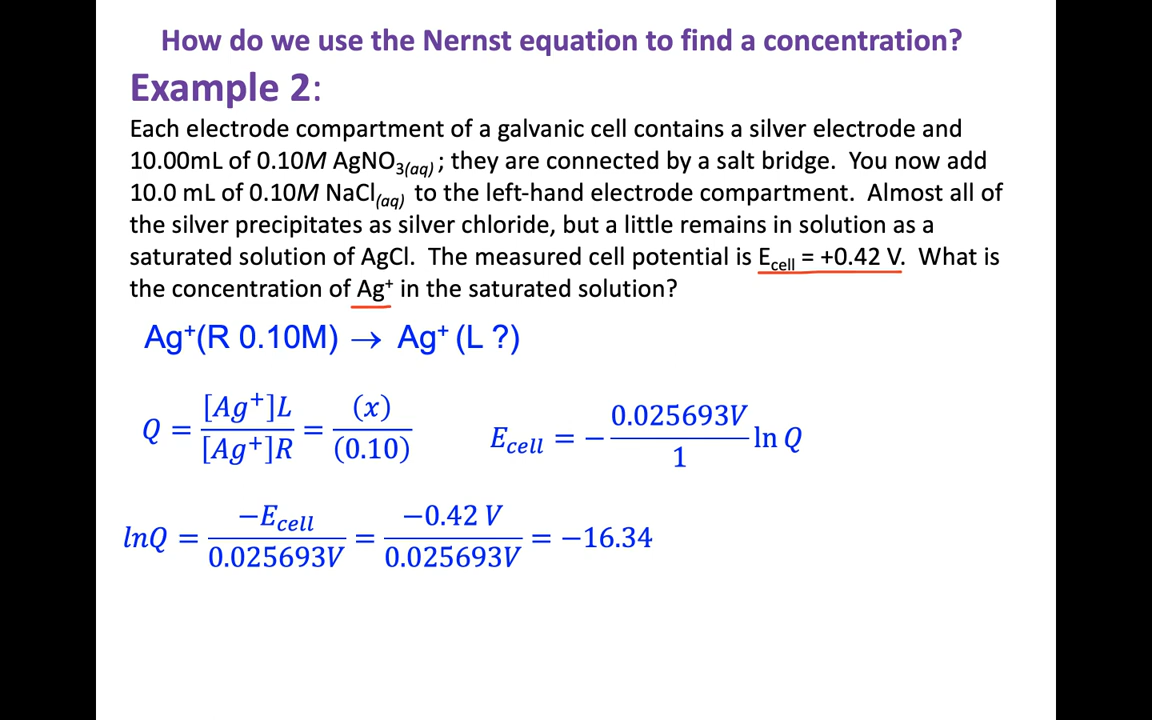 How do we use the Nernst equation to find a concentration?
Example 2:
Each electrode compartment of a galvanic cell contains a silver electrode and
10.00mL of 0.10M AgNO3(aq) ; they are connected by a salt bridge. You now add
10.0 mL of 0.10M NaCl(aq) to the left-hand electrode compartment. Almost all of
the silver precipitates as silver chloride, but a little remains in solution as a
saturated solution of AgCl. The measured cell potential is Ecell = +0.42 V. What is
the concentration of Ag⁺ in the saturated solution?
Ag⁺(R 0.10M) → Ag⁺ (L ?)
Q = [Ag⁺]L / [Ag⁺]R = (x) / (0.10)
Ecell = − 0.025693V / 1 ln Q
lnQ = −Ecell / 0.025693V = −0.42 V / 0.025693V = −16.34